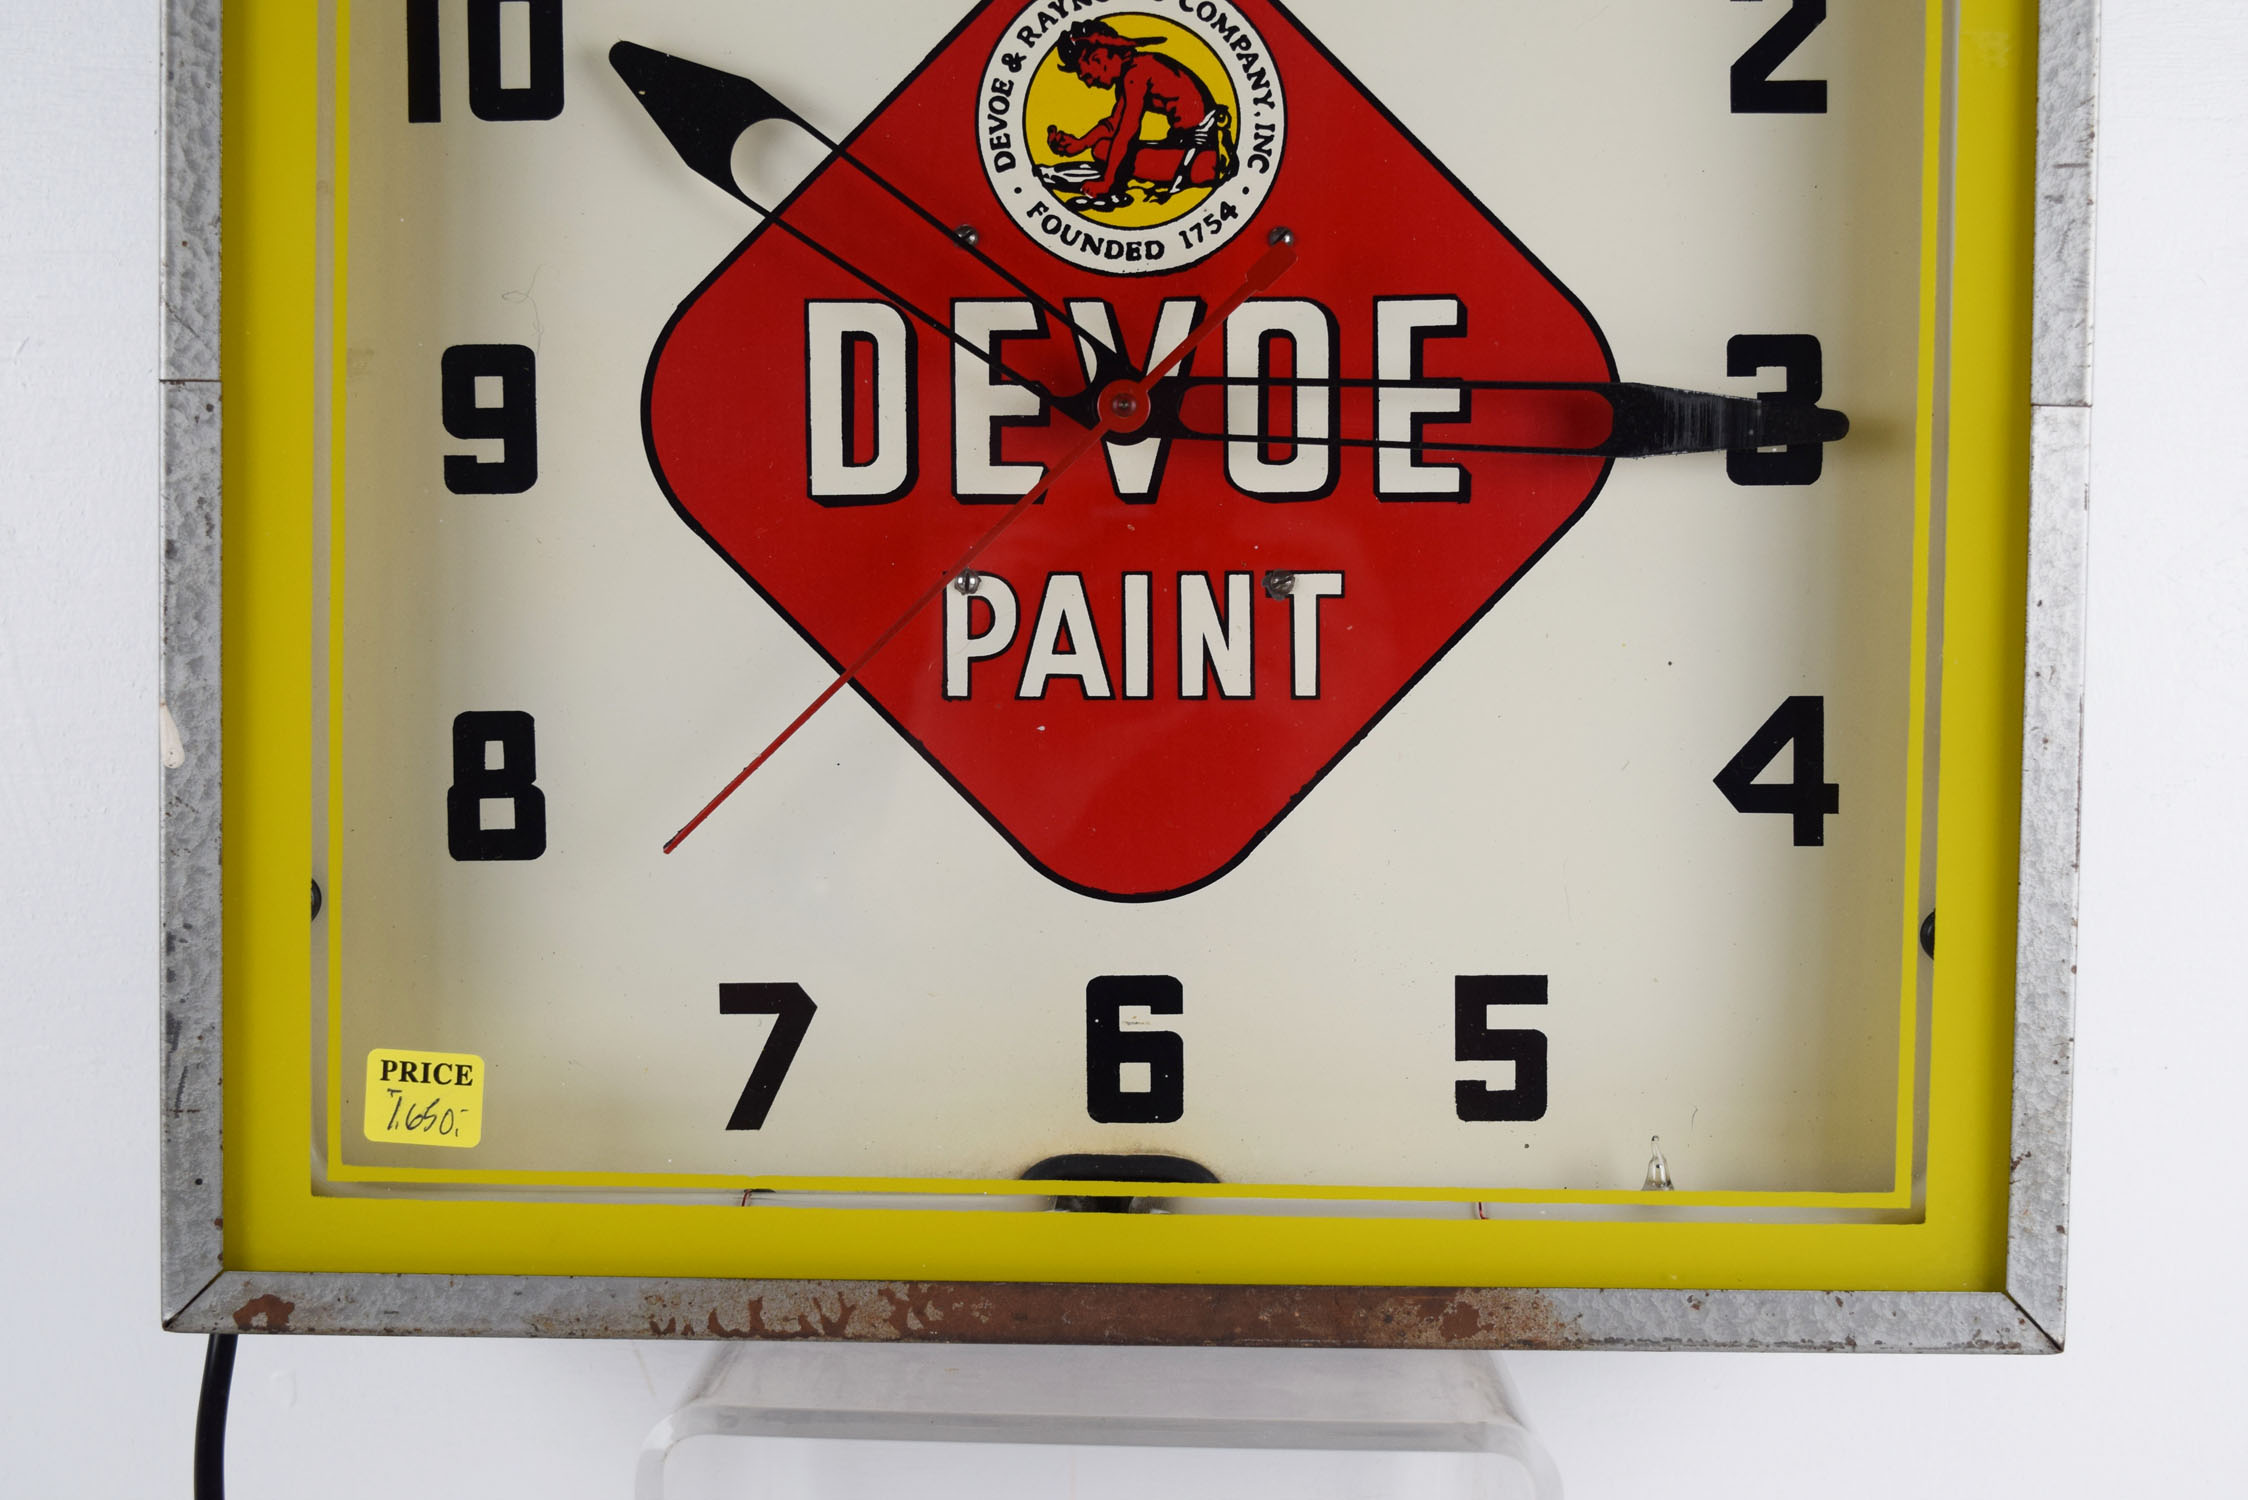 10
2
DEVOE & RAYNOLDS COMPANY, INC
· FOUNDED 1754 ·
9
DEVOE
3
PAINT
8
4
7
6
5
PRICE
1,650.-